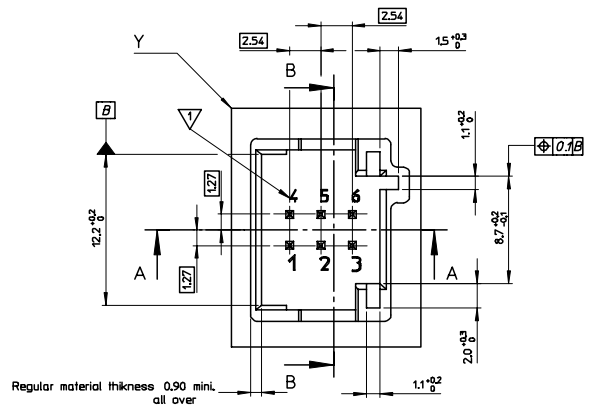 2.54
2.54
1.5 +0.3 0
Y
B
1
1.1 +0.2 0
B
⌖ 0.1 B
4 5 6
1.27
12.2 +0.2 0
8.7 +0.2 -0.1
A
A
1 2 3
1.27
2.0 +0.3 0
B
1.1 +0.2 0
Regular material thikness 0.90 mini.
all over